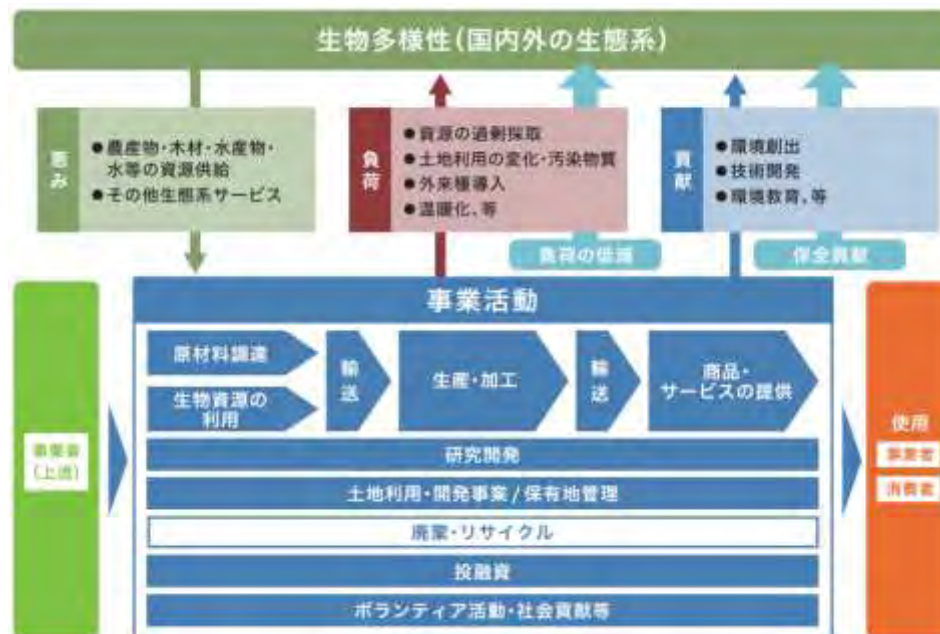 生物多様性(国内外の生態系)
恵み
●農産物・木材・水産物・
水等の資源供給
●その他生態系サービス
負荷
●資源の過剰採取
●土地利用の変化・汚染物質
●外来種導入
●温暖化、等
貢献
●環境創出
●技術開発
●環境教育、等
負荷の低減
保全貢献
事業活動
原材料調達
生物資源の
利用
輸送
生産・加工
輸送
商品・
サービスの提供
研究開発
土地利用・開発事業/保有地管理
廃棄・リサイクル
投融資
ボランティア活動・社会貢献等
事業者
(上流)
使用
事業者
消費者